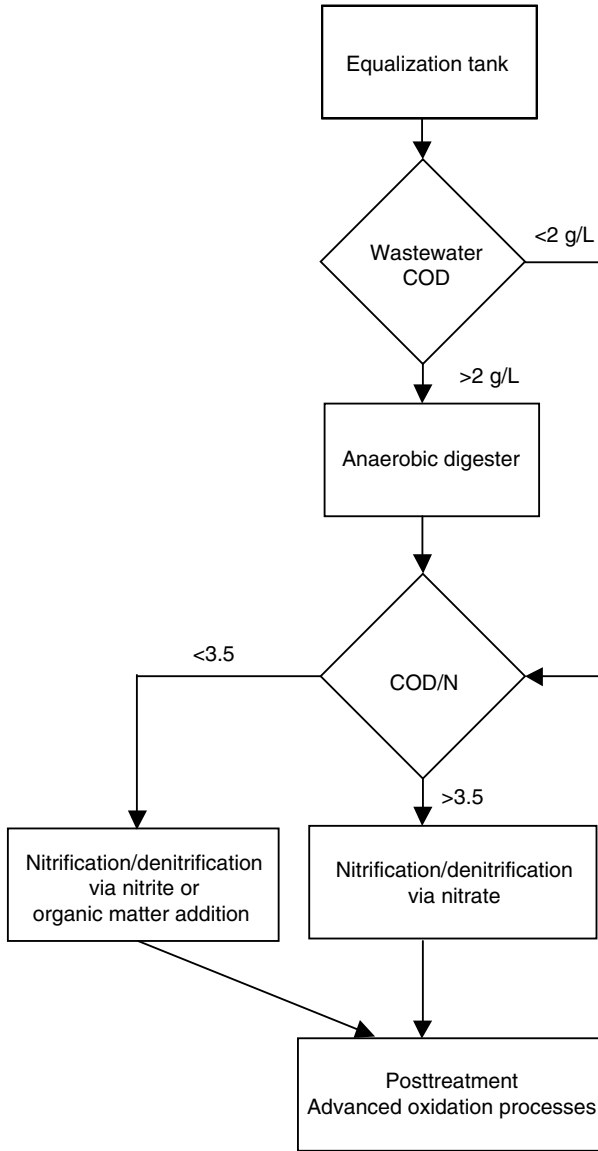 Equalization tank
Wastewater
COD
<2 g/L
>2 g/L
Anaerobic digester
<3.5
COD/N
>3.5
Nitrification/denitrification
via nitrite or
organic matter addition
Nitrification/denitrification
via nitrate
Posttreatment
Advanced oxidation processes